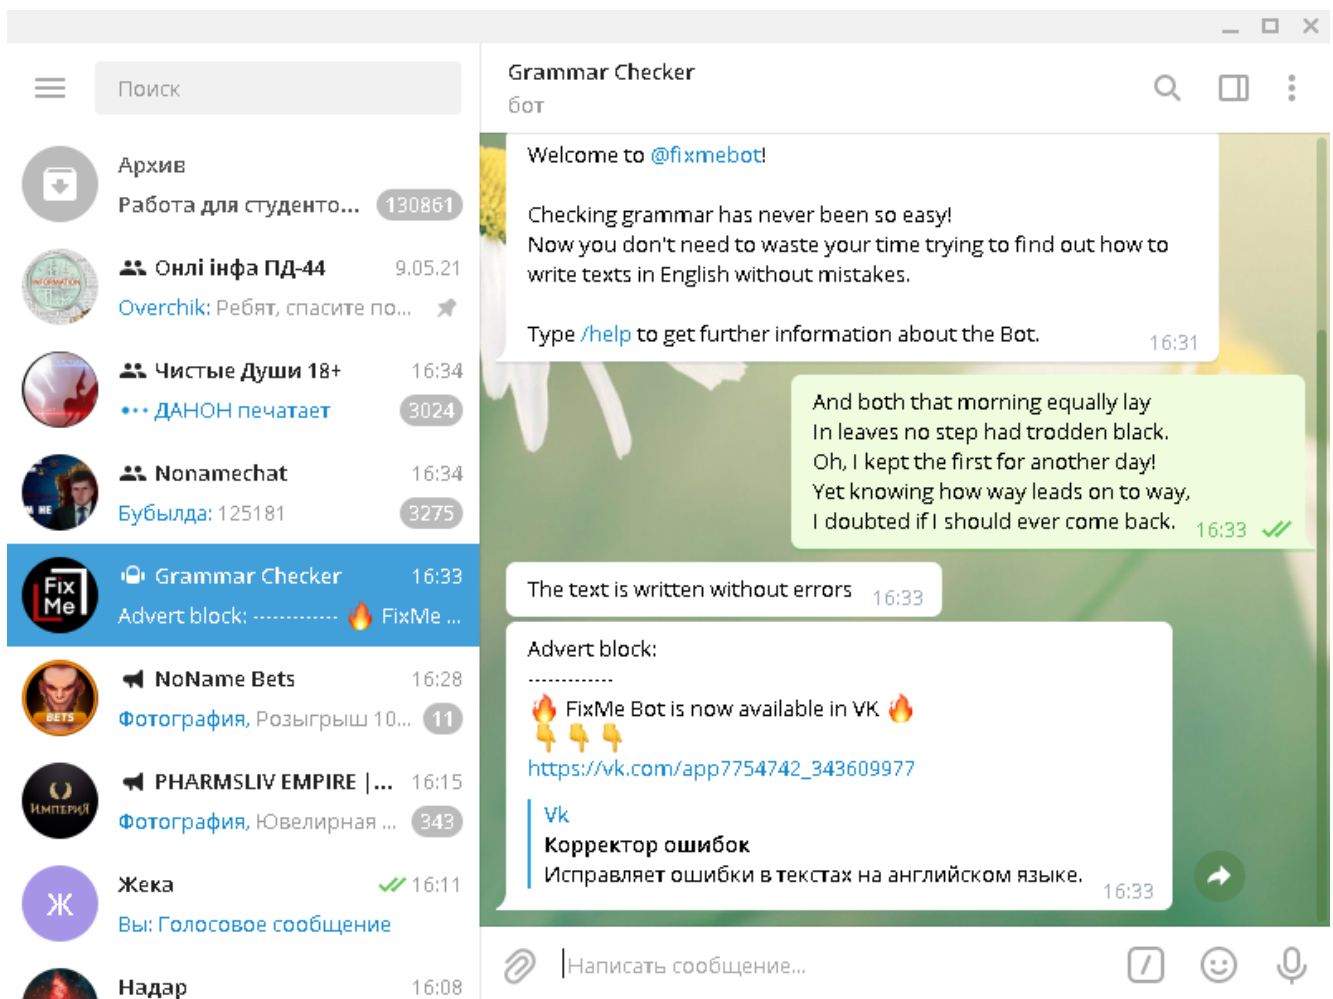 Поиск
Архив
Работа для студенто... 130861
Онлі інфа ПД-44 9.05.21
Overchik: Ребят, спасите по...
INFORMATION
Чистые Души 18+ 16:34
ДАНОН печатает 3024
Nonamechat 16:34
Бубылда: 125181 3275
Fix
Me
Grammar Checker 16:33
Advert block: ------------- 🔥 FixMe ...
NoName Bets 16:28
Фотография, Розыгрыш 10... 11
BETS
PHARMSLIV EMPIRE |... 16:15
Фотография, Ювелирная ... 343
ИМПЕРИЯ
Ж
Жека 16:11
Вы: Голосовое сообщение
Надар 16:08
Grammar Checker
бот
Welcome to @fixmebot!
Checking grammar has never been so easy!
Now you don't need to waste your time trying to find out how to
write texts in English without mistakes.
Type /help to get further information about the Bot. 16:31
And both that morning equally lay
In leaves no step had trodden black.
Oh, I kept the first for another day!
Yet knowing how way leads on to way,
I doubted if I should ever come back. 16:33
The text is written without errors 16:33
Advert block:
-------------
🔥 FixMe Bot is now available in VK 🔥
👇👇👇
https://vk.com/app7754742_343609977
Vk
Корректор ошибок
Исправляет ошибки в текстах на английском языке. 16:33
Написать сообщение...